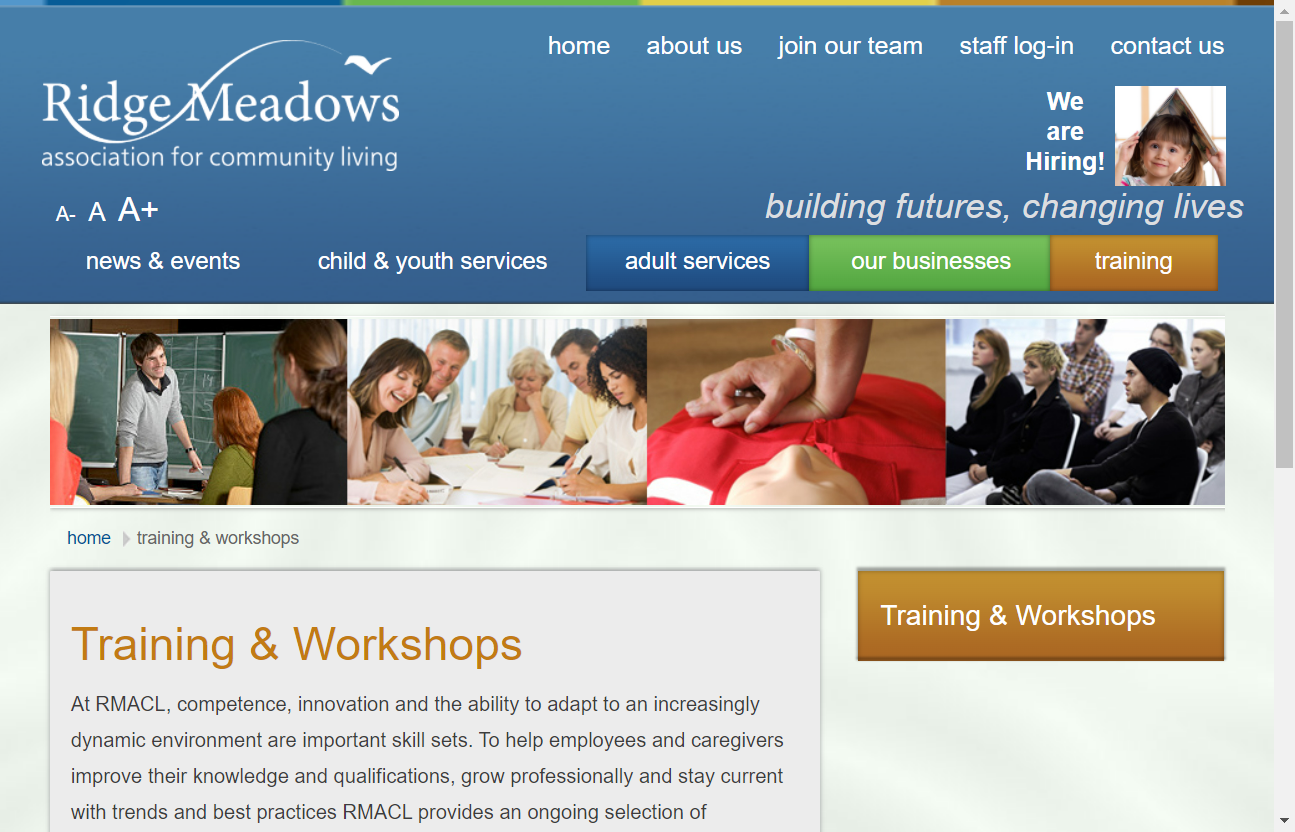 home about us join our team staff log-in contact us
Ridge Meadows
association for community living
We
are
Hiring!
A- A A+
building futures, changing lives
news & events child & youth services adult services our businesses training
home training & workshops
Training & Workshops
At RMACL, competence, innovation and the ability to adapt to an increasingly
dynamic environment are important skill sets. To help employees and caregivers
improve their knowledge and qualifications, grow professionally and stay current
with trends and best practices RMACL provides an ongoing selection of
Training & Workshops